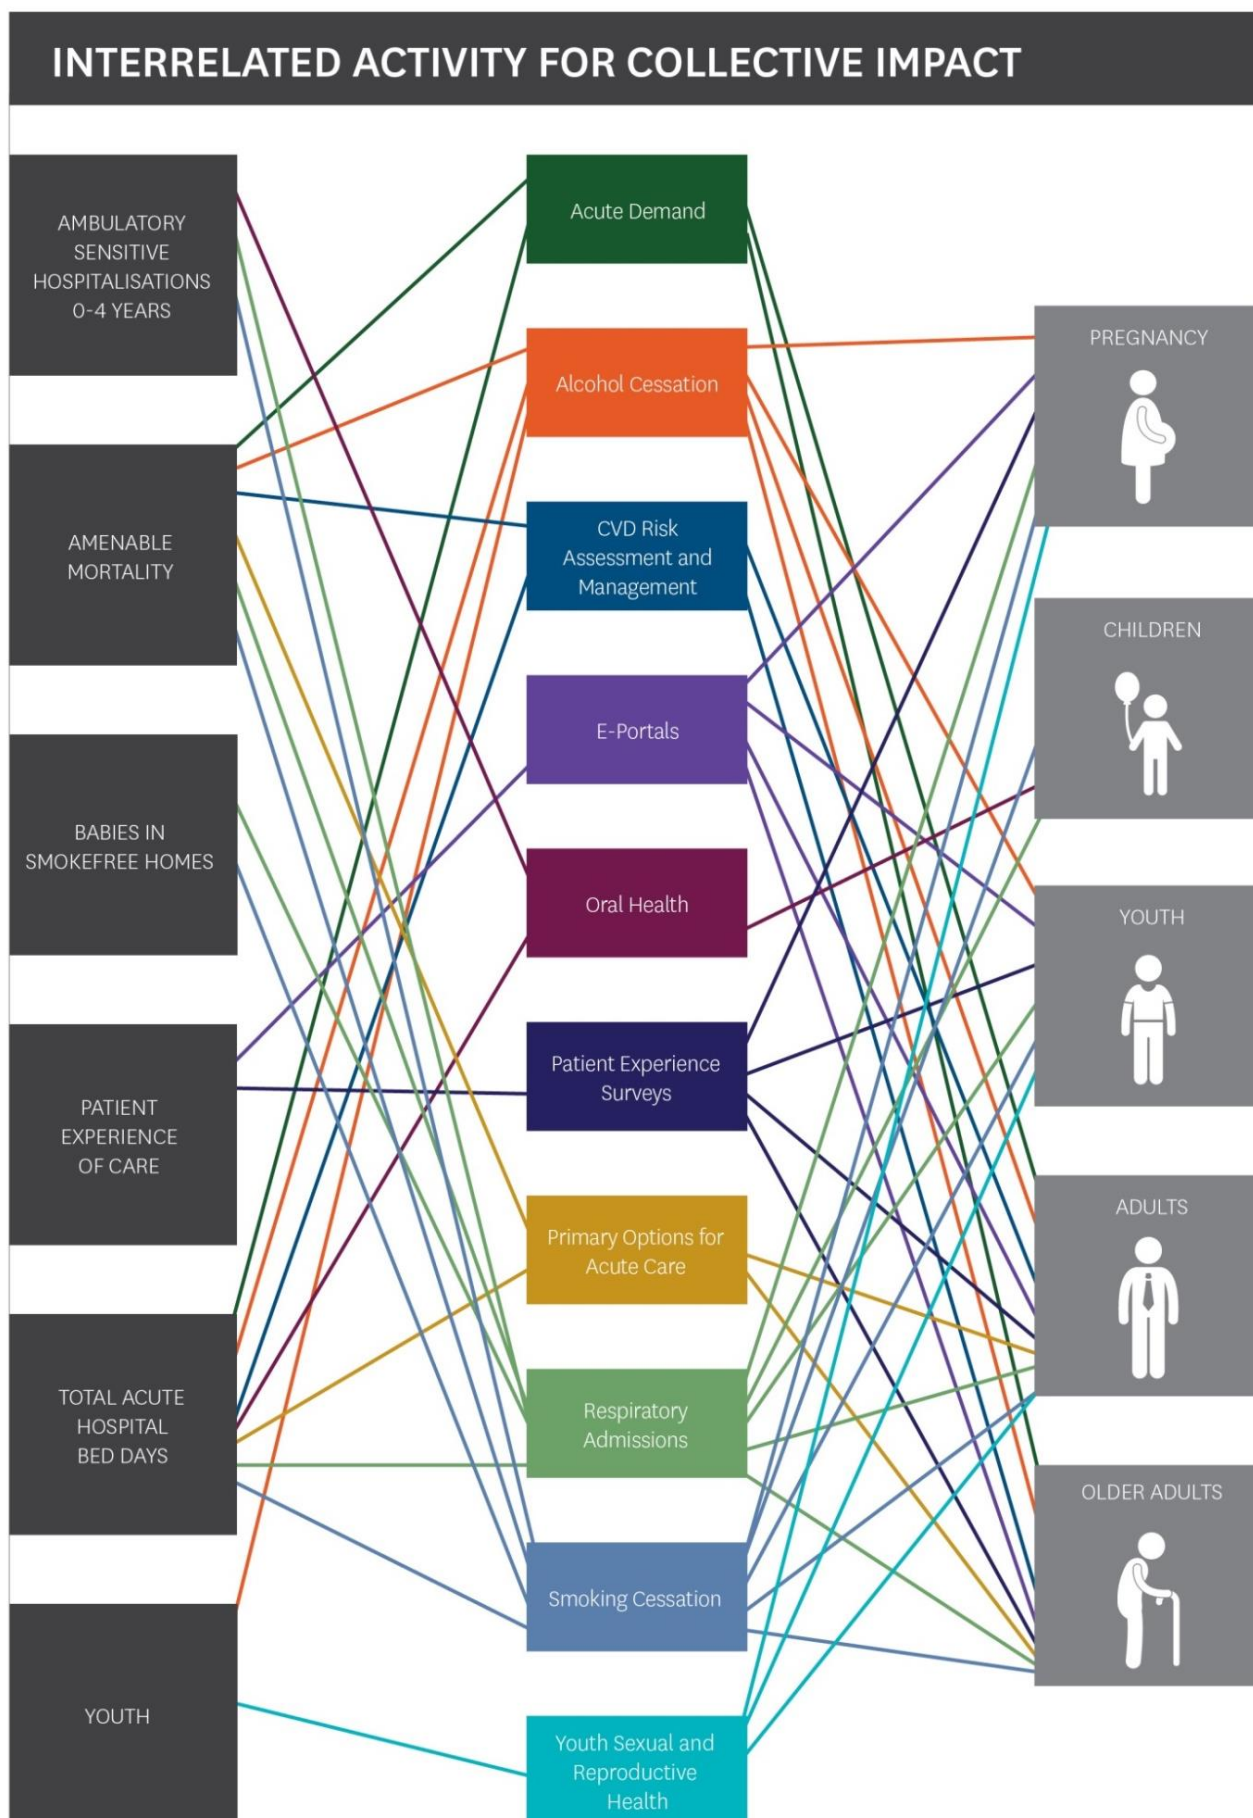 INTERRELATED ACTIVITY FOR COLLECTIVE IMPACT
AMBULATORY
SENSITIVE
HOSPITALISATIONS
0-4 YEARS
AMENABLE
MORTALITY
BABIES IN
SMOKEFREE HOMES
PATIENT
EXPERIENCE
OF CARE
TOTAL ACUTE
HOSPITAL
BED DAYS
YOUTH
Acute Demand
Alcohol Cessation
CVD Risk
Assessment and
Management
E-Portals
Oral Health
Patient Experience
Surveys
Primary Options for
Acute Care
Respiratory
Admissions
Smoking Cessation
Youth Sexual and
Reproductive
Health
PREGNANCY
CHILDREN
YOUTH
ADULTS
OLDER ADULTS